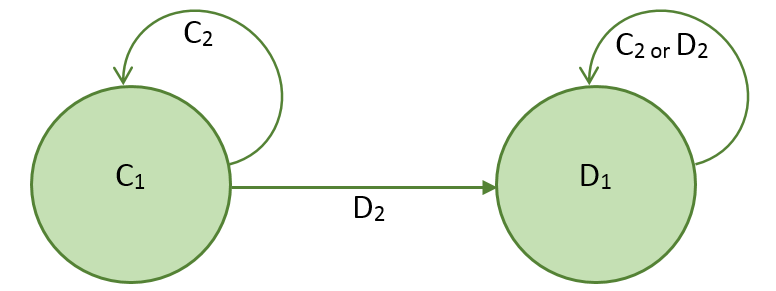 C₂
C₂ or D₂
C₁
D₁
D₂